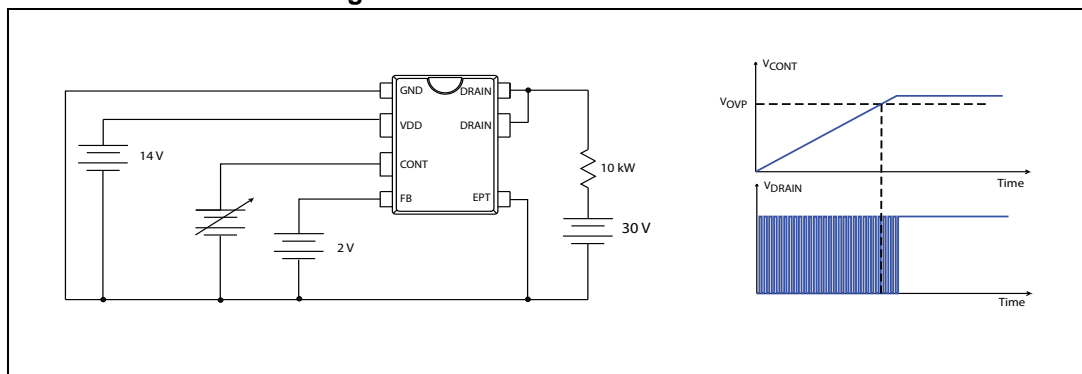 GND DRAIN
VDD DRAIN
CONT
FB EPT
14 V
2 V
10 kW
30 V
VCONT
VOVP
Time
VDRAIN
Time